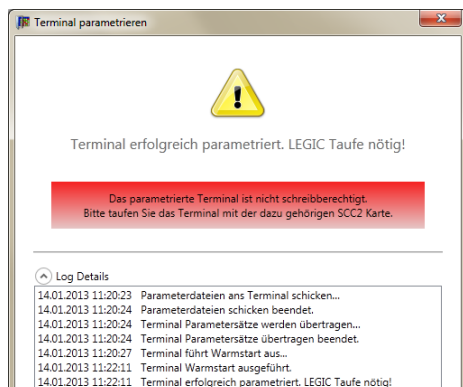 Terminal parametrieren
Terminal erfolgreich parametriert. LEGIC Taufe nötig!
Das parametrierte Terminal ist nicht schreibberechtigt.
Bitte taufen Sie das Terminal mit der dazu gehörigen SCC2 Karte.
Log Details
14.01.2013 11:20:23 Parameterdateien ans Terminal schicken...
14.01.2013 11:20:24 Parameterdateien schicken beendet.
14.01.2013 11:20:24 Terminal Parametersätze werden übertragen...
14.01.2013 11:20:24 Terminal Parametersätze übertragen beendet.
14.01.2013 11:20:27 Terminal führt Warmstart aus...
14.01.2013 11:22:11 Terminal Warmstart ausgeführt.
14.01.2013 11:22:11 Terminal erfolgreich parametriert. LEGIC Taufe nötig!